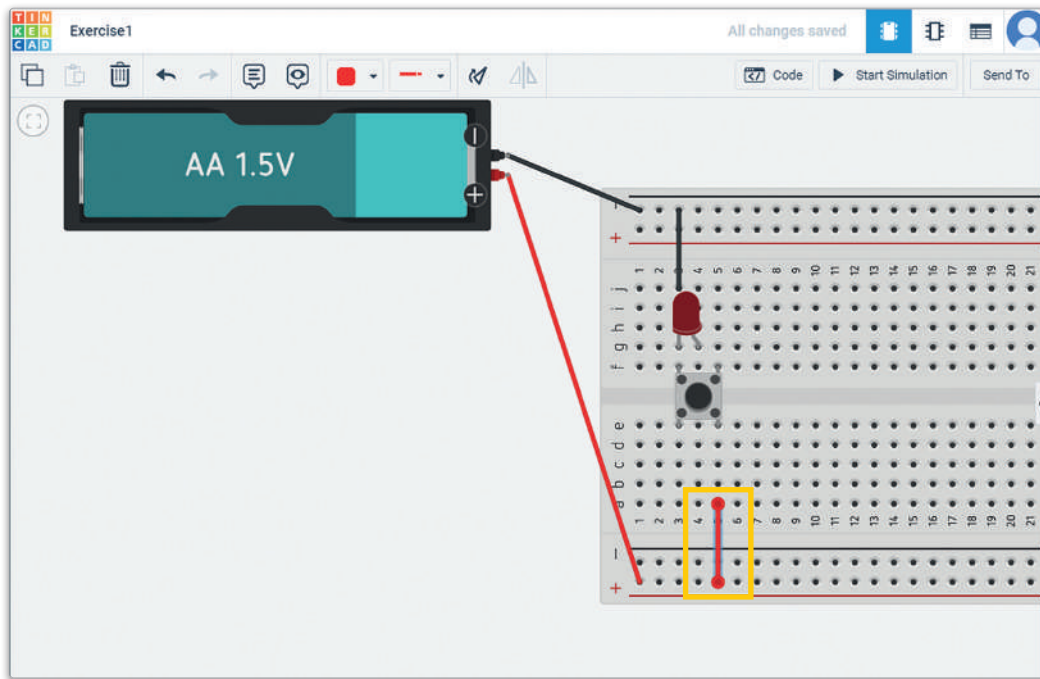 TIN
KER
CAD
Exercise1
All changes saved
Code
Start Simulation
Send To
AA 1.5V
−
+
−
+
1 2 3 4 5 6 7 8 9 10 11 12 13 14 15 16 17 18 19 20 21
j
i
h
g
f
e
d
c
b
a
1 2 3 4 5 6 7 8 9 10 11 12 13 14 15 16 17 18 19 20 21
−
+